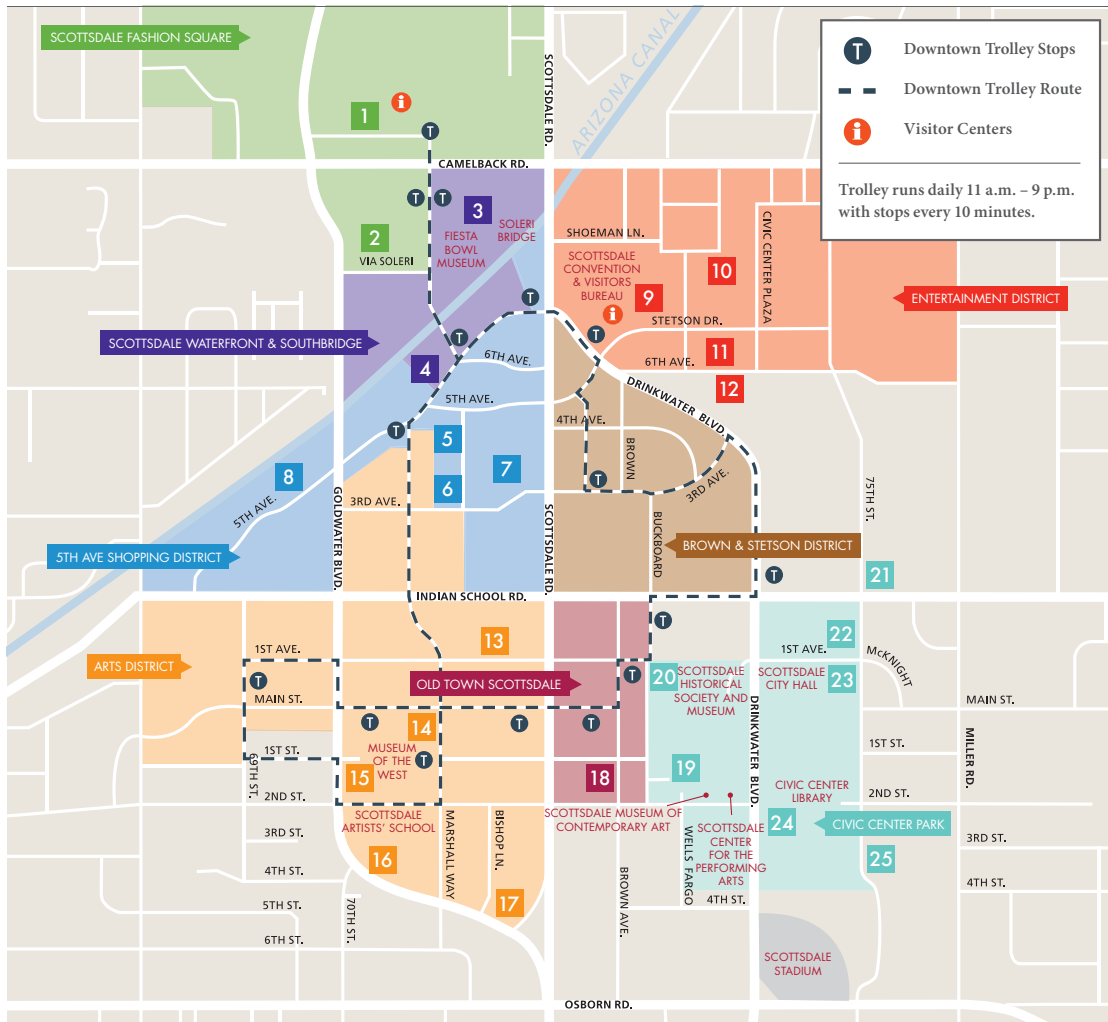 SCOTTSDALE FASHION SQUARE
SCOTTSDALE RD.
ARIZONA CANAL
T
Downtown Trolley Stops
Downtown Trolley Route
i
Visitor Centers
Trolley runs daily 11 a.m. – 9 p.m.
with stops every 10 minutes.
1
i
T
CAMELBACK RD.
T
T
3
2
FIESTA
BOWL
MUSEUM
SOLERI
BRIDGE
VIA SOLERI
SHOEMAN LN.
CIVIC CENTER PLAZA
SCOTTSDALE
CONVENTION
& VISITORS
BUREAU
10
9
i
ENTERTAINMENT DISTRICT
T
STETSON DR.
T
SCOTTSDALE WATERFRONT & SOUTHBRIDGE
T
6TH AVE.
4
6TH AVE.
11
12
DRINKWATER BLVD.
5TH AVE.
4TH AVE.
BROWN
T
5
7
8
6
T
3RD AVE.
3RD AVE.
75TH ST.
5TH AVE.
GOLDWATER BLVD.
SCOTTSDALE RD.
BUCKBOARD
5TH AVE SHOPPING DISTRICT
BROWN & STETSON DISTRICT
T
21
INDIAN SCHOOL RD.
T
13
22
1ST AVE.
1ST AVE.
McKNIGHT
ARTS DISTRICT
T
OLD TOWN SCOTTSDALE
T
20
SCOTTSDALE
HISTORICAL
SOCIETY AND
MUSEUM
SCOTTSDALE
CITY HALL
23
MAIN ST.
MAIN ST.
T
14
T
T
DRINKWATER BLVD.
1ST ST.
1ST ST.
MILLER RD.
MUSEUM
OF THE
WEST
T
69TH ST.
15
18
19
2ND ST.
CIVIC CENTER
LIBRARY
2ND ST.
SCOTTSDALE
ARTISTS' SCHOOL
SCOTTSDALE MUSEUM OF
CONTEMPORARY ART
SCOTTSDALE
CENTER
FOR THE
PERFORMING
ARTS
24
CIVIC CENTER PARK
3RD ST.
3RD ST.
MARSHALL WAY
BISHOP LN.
16
25
4TH ST.
4TH ST.
BROWN AVE.
WELLS FARGO
4TH ST.
17
5TH ST.
70TH ST.
6TH ST.
SCOTTSDALE
STADIUM
OSBORN RD.